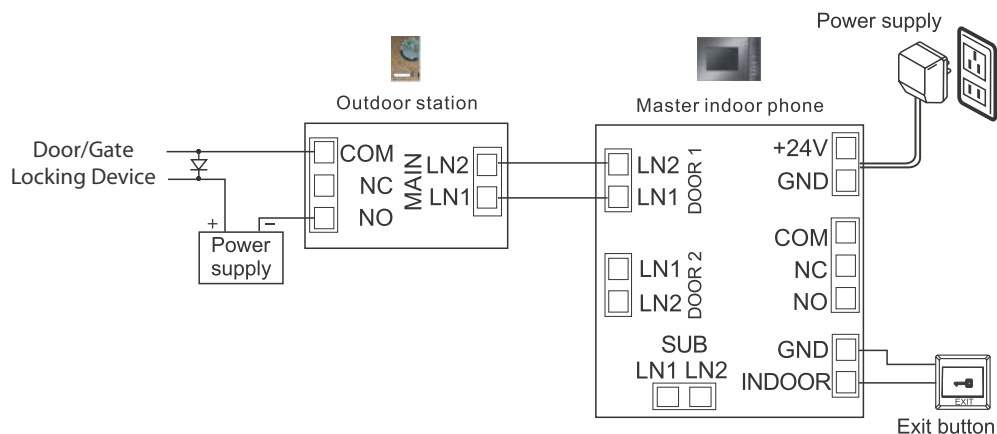 Power supply
Outdoor station
Master indoor phone
Door/Gate
Locking Device
+ −
Power
supply
COM
NC
NO
MAIN
LN2
LN1
LN2
LN1
DOOR 1
LN1
LN2
DOOR 2
SUB
LN1 LN2
+24V
GND
COM
NC
NO
GND
INDOOR
EXIT
Exit button